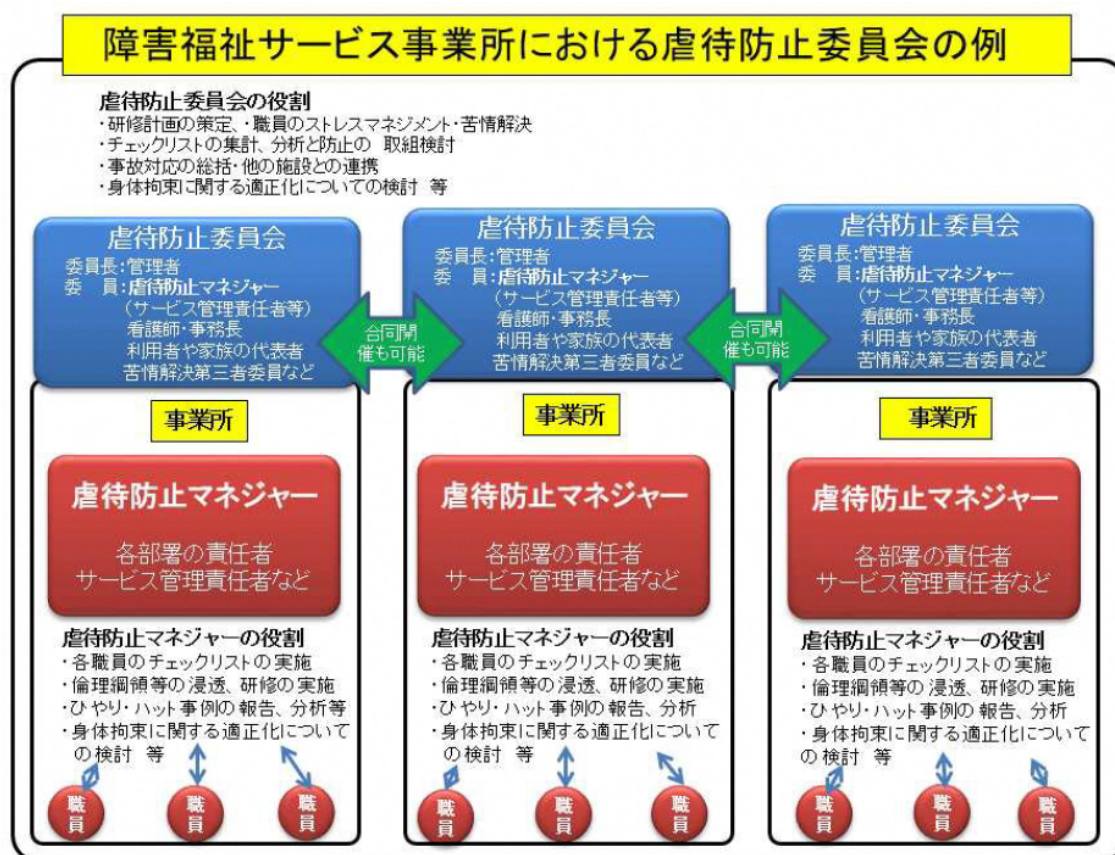 障害福祉サービス事業所における虐待防止委員会の例
虐待防止委員会の役割
・研修計画の策定、・職員のストレスマネジメント・苦情解決
・チェックリストの集計、分析と防止の 取組検討
・事故対応の総括・他の施設との連携
・身体拘束に関する適正化についての検討 等
虐待防止委員会
委員長:管理者
委 員:虐待防止マネジャー
(サービス管理責任者等)
看護師・事務長
利用者や家族の代表者
苦情解決第三者委員など
合同開
催も可能
虐待防止委員会
委員長:管理者
委 員:虐待防止マネジャー
(サービス管理責任者等)
看護師・事務長
利用者や家族の代表者
苦情解決第三者委員など
合同開
催も可能
虐待防止委員会
委員長:管理者
委 員:虐待防止マネジャー
(サービス管理責任者等)
看護師・事務長
利用者や家族の代表者
苦情解決第三者委員など
事業所
虐待防止マネジャー
各部署の責任者
サービス管理責任者など
虐待防止マネジャーの役割
・各職員のチェックリストの実施
・倫理綱領等の浸透、研修の実施
・ひやり・ハット事例の報告、分析等
・身体拘束に関する適正化について
の検討 等
職員
職員
職員
事業所
虐待防止マネジャー
各部署の責任者
サービス管理責任者など
虐待防止マネジャーの役割
・各職員のチェックリストの実施
・倫理綱領等の浸透、研修の実施
・ひやり・ハット事例の報告、分析
・身体拘束に関する適正化について
の検討 等
職員
職員
職員
事業所
虐待防止マネジャー
各部署の責任者
サービス管理責任者など
虐待防止マネジャーの役割
・各職員のチェックリストの実施
・倫理綱領等の浸透、研修の実施
・ひやり・ハット事例の報告、分析
・身体拘束に関する適正化について
の検討 等
職員
職員
職員